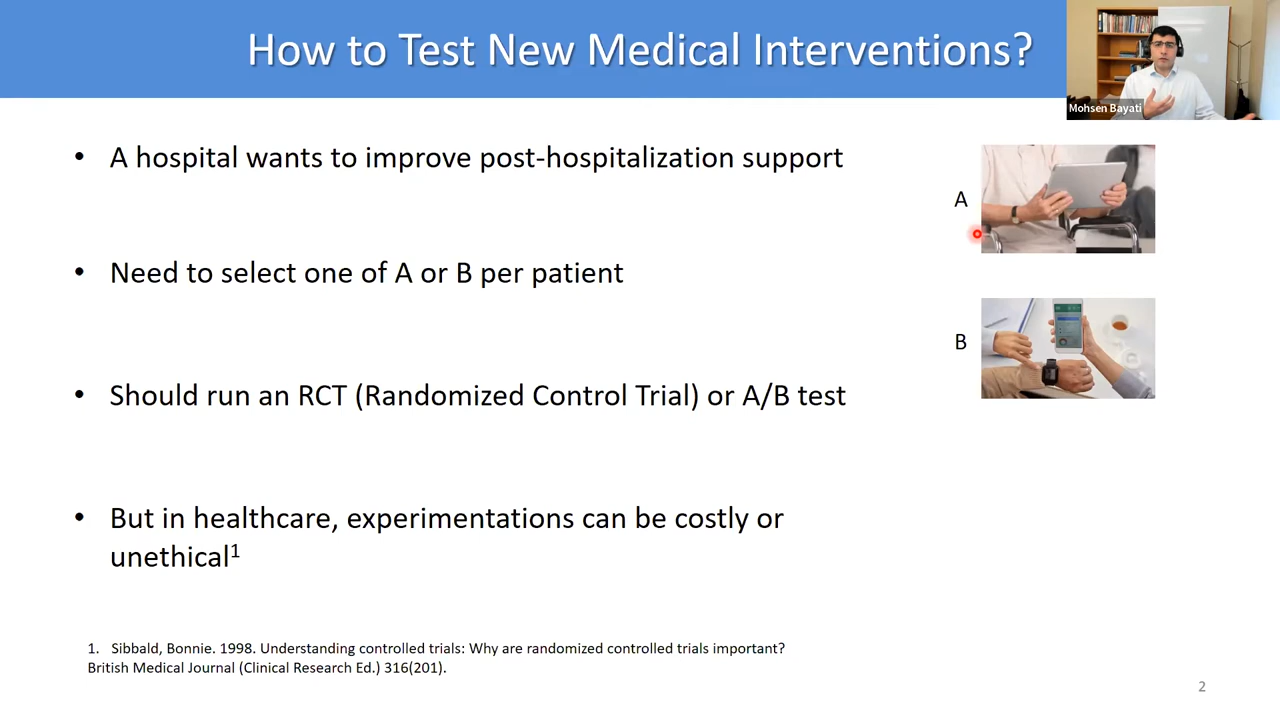 How to Test New Medical Interventions?
Mohsen Bayati
• A hospital wants to improve post-hospitalization support
A
• Need to select one of A or B per patient
B
• Should run an RCT (Randomized Control Trial) or A/B test
• But in healthcare, experimentations can be costly or
unethical1
1. Sibbald, Bonnie. 1998. Understanding controlled trials: Why are randomized controlled trials important?
British Medical Journal (Clinical Research Ed.) 316(201).
2